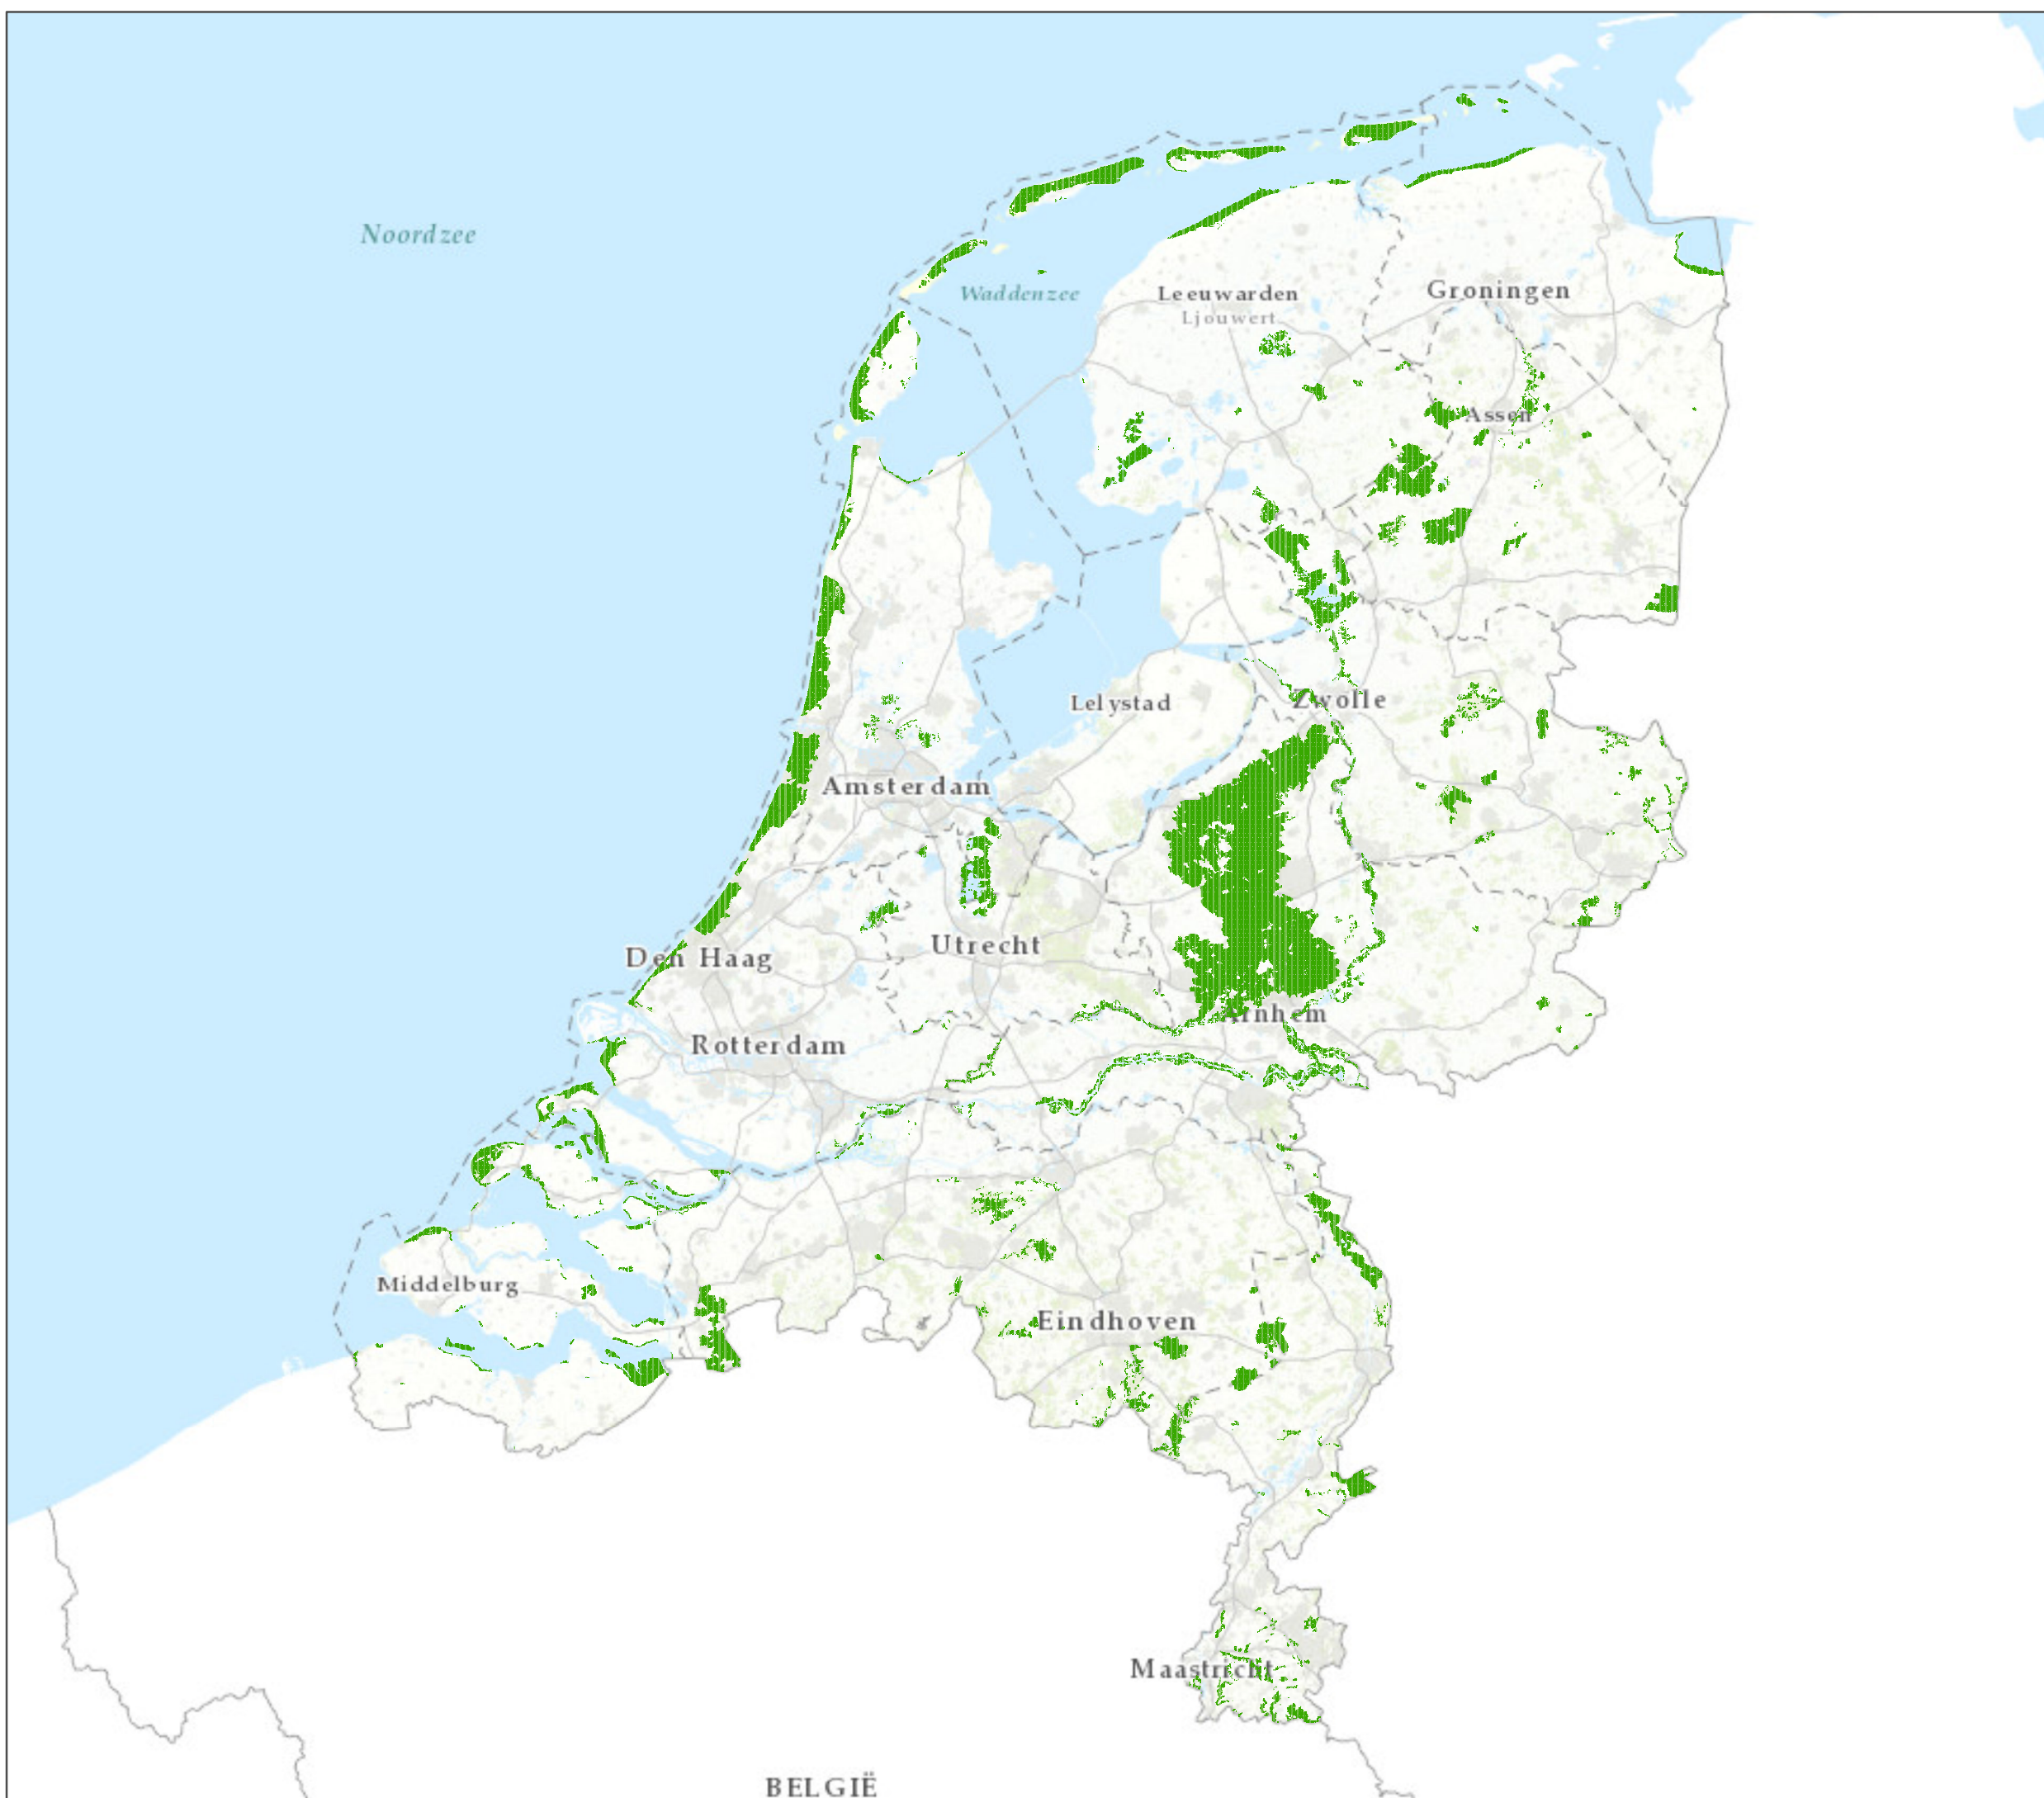 Noordzee
Waddenzee
Leeuwarden
Ljouwert
Groningen
Assen
Lelystad
Zwolle
Amsterdam
Utrecht
Den Haag
Arnhem
Rotterdam
Middelburg
Eindhoven
Maastricht
BELGIË